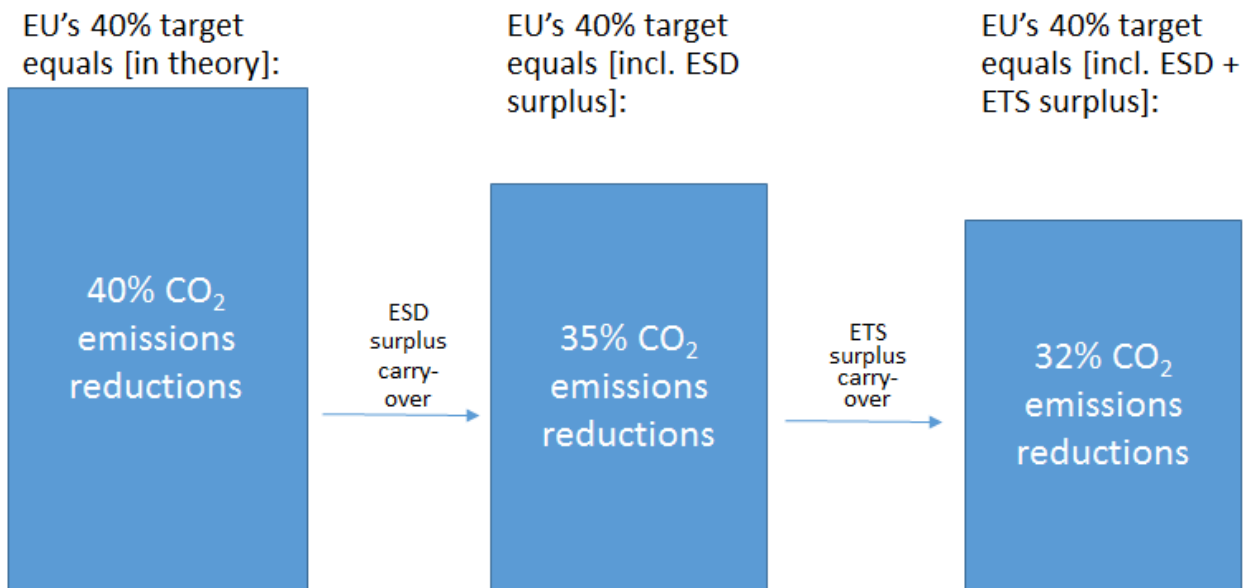 EU’s 40% target
equals [in theory]:
EU’s 40% target
equals [incl. ESD
surplus]:
EU’s 40% target
equals [incl. ESD +
ETS surplus]:
40% CO₂
emissions
reductions
ESD
surplus
carry-
over
35% CO₂
emissions
reductions
ETS
surplus
carry-
over
32% CO₂
emissions
reductions